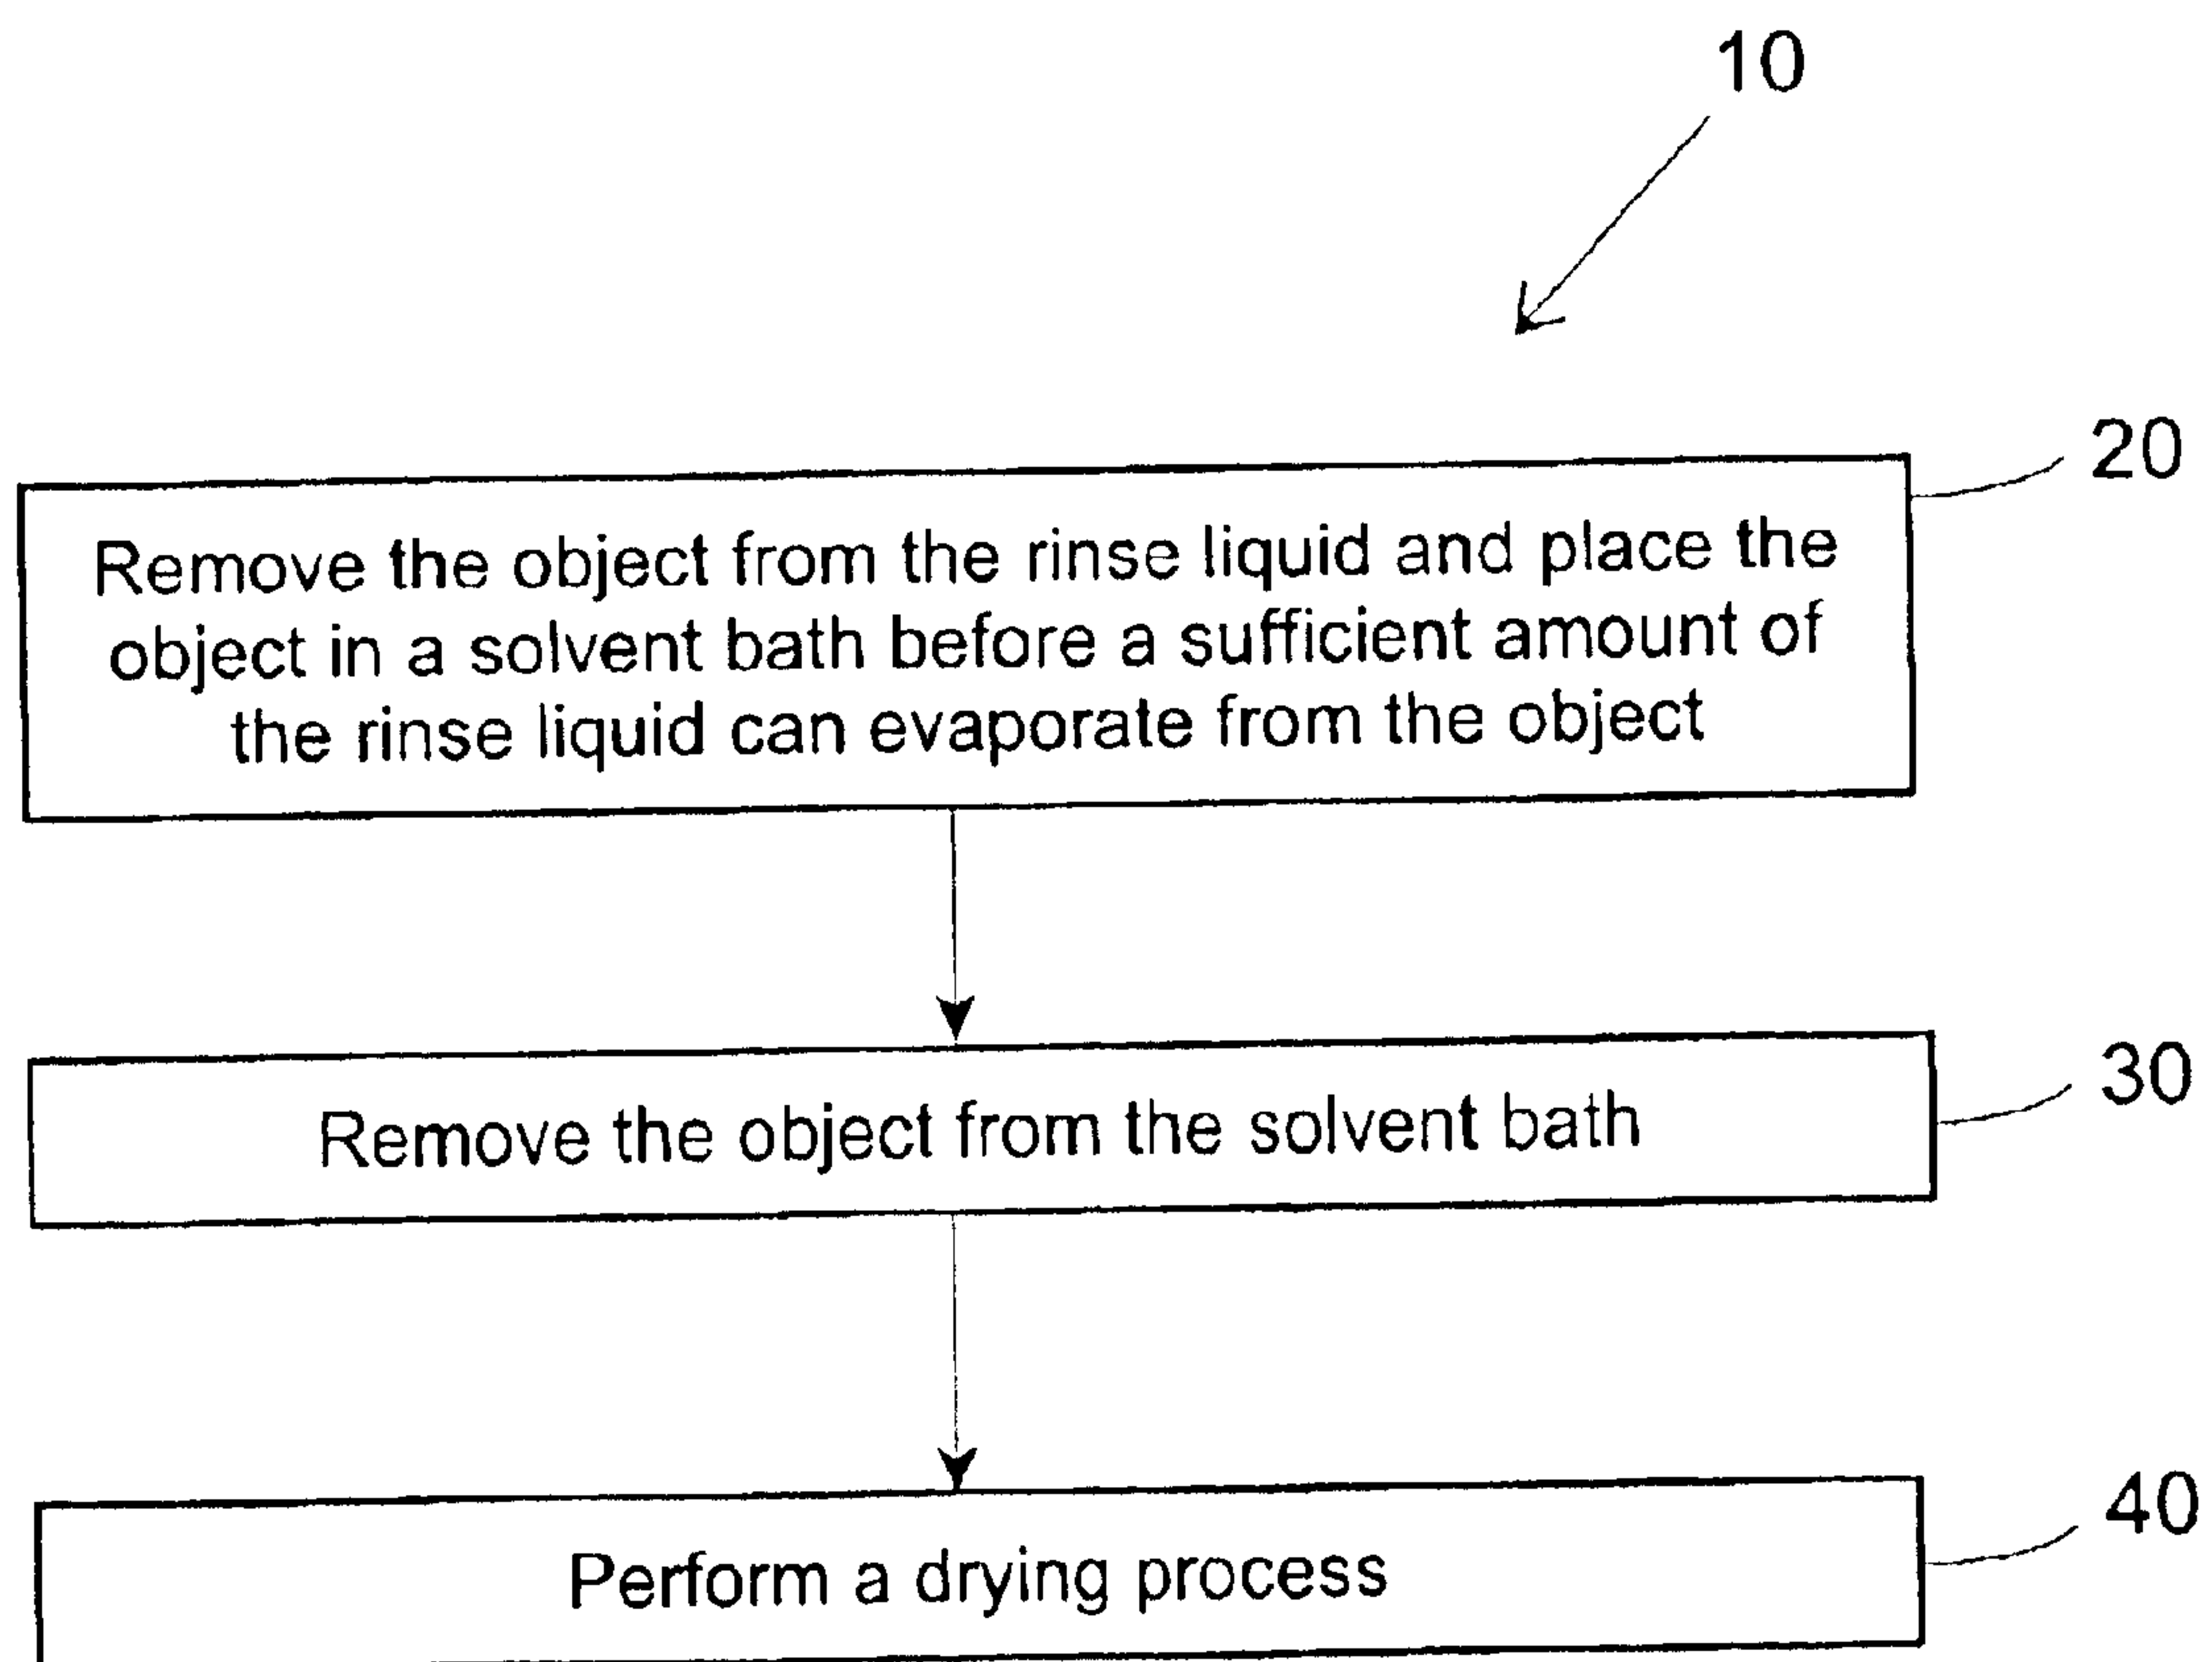 10
20
Remove the object from the rinse liquid and place the
object in a solvent bath before a sufficient amount of
the rinse liquid can evaporate from the object
30
Remove the object from the solvent bath
40
Perform a drying process